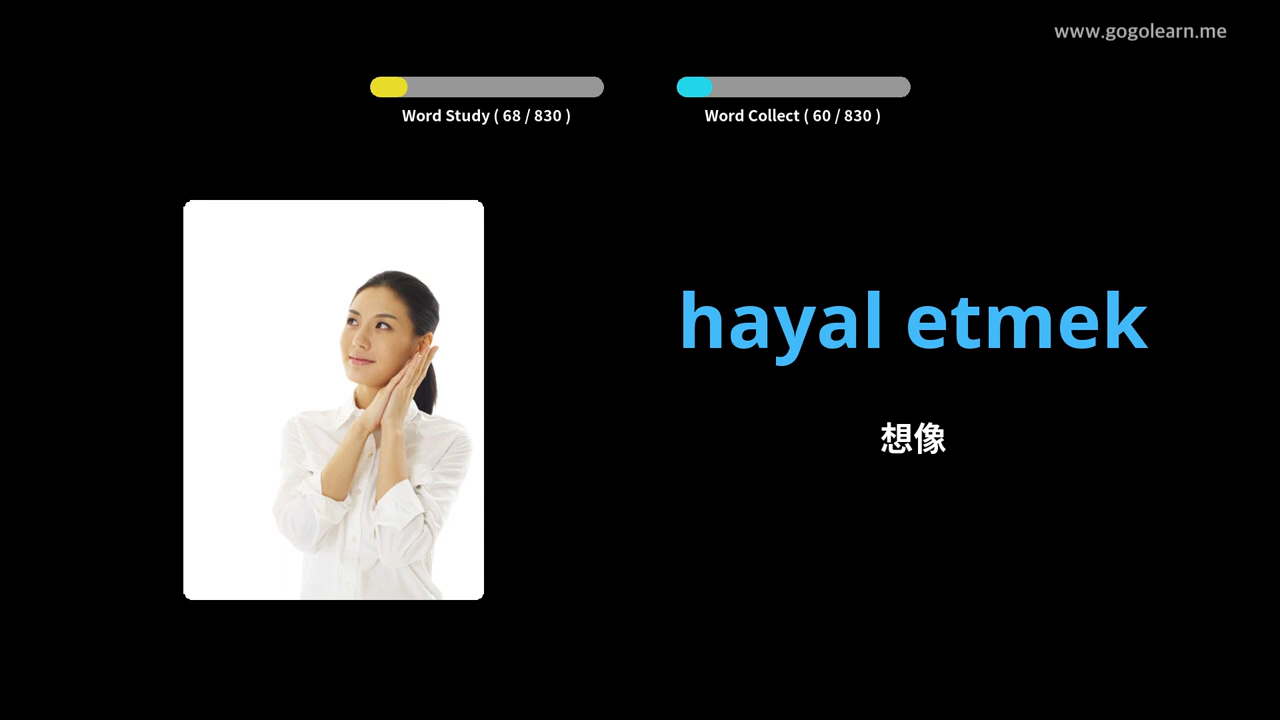 www.gogolearn.me
Word Study ( 68 / 830 )
Word Collect ( 60 / 830 )
hayal etmek
想像